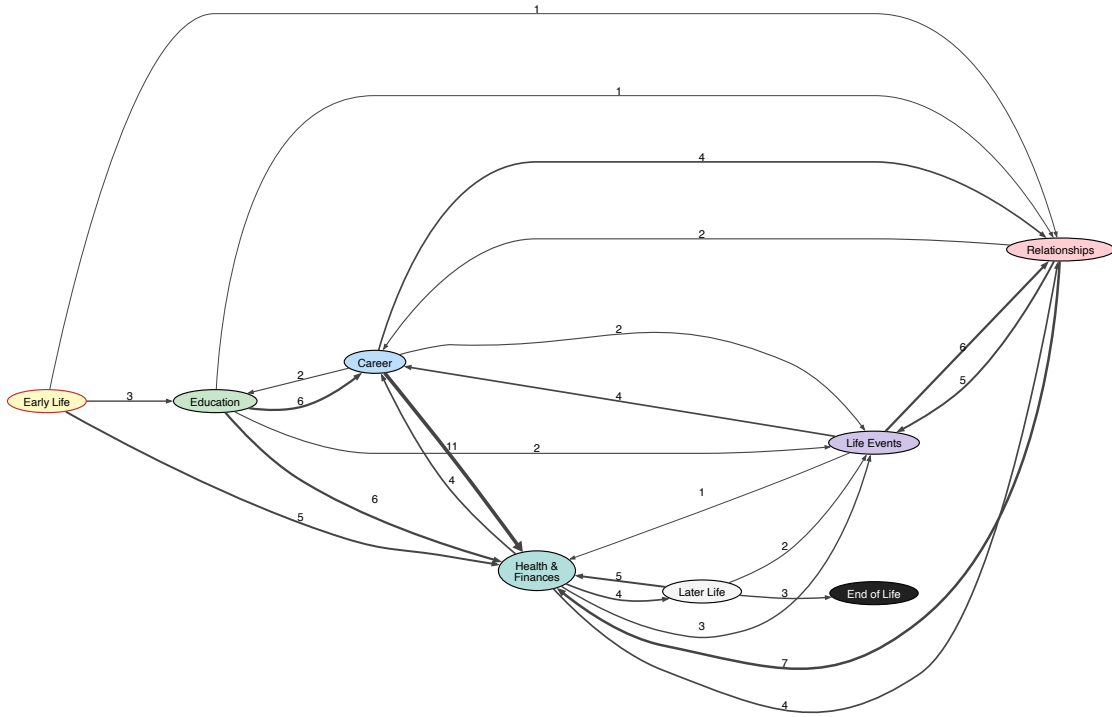 1
1
4
Relationships
2
2
Career
2
6
Early Life
3
Education
6
5
4
Life Events
11
2
4
6
1
5
Health &
Finances
2
5
4
Later Life
3
End of Life
3
7
4